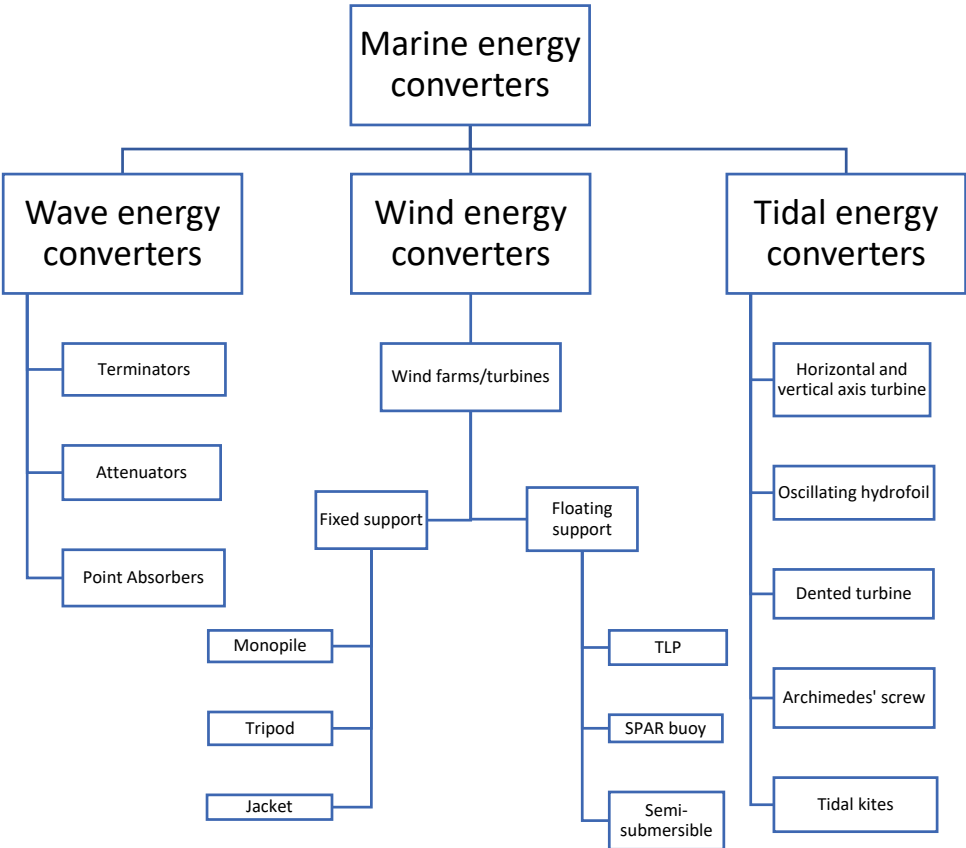 Marine energy
converters
Wave energy
converters
Wind energy
converters
Tidal energy
converters
Terminators
Attenuators
Point Absorbers
Wind farms/turbines
Fixed support
Floating
support
Monopile
Tripod
Jacket
TLP
SPAR buoy
Semi-
submersible
Horizontal and
vertical axis turbine
Oscillating hydrofoil
Dented turbine
Archimedes' screw
Tidal kites